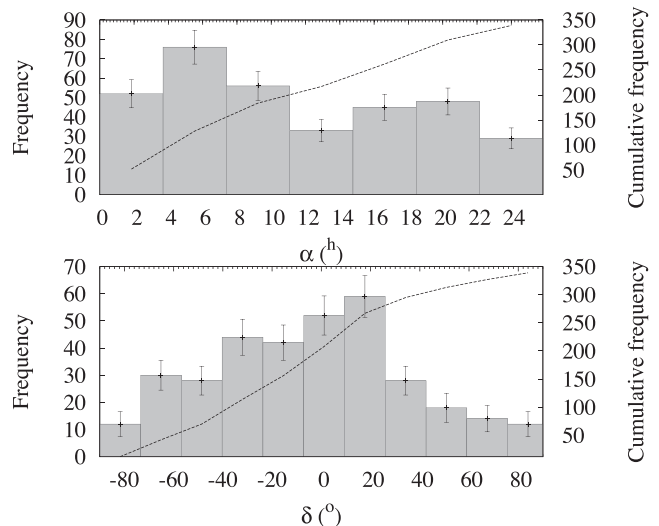 90 80 70 60 50 40 30 20 10 0
Frequency
350 300 250 200 150 100 50
Cumulative frequency
0 2 4 6 8 10 12 14 16 18 20 22 24
α (h)
70 60 50 40 30 20 10 0
Frequency
350 300 250 200 150 100 50
Cumulative frequency
-80 -60 -40 -20 0 20 40 60 80
δ (o)